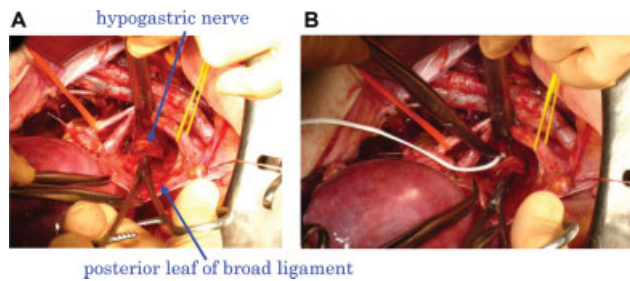 A
hypogastric nerve
B
posterior leaf of broad ligament